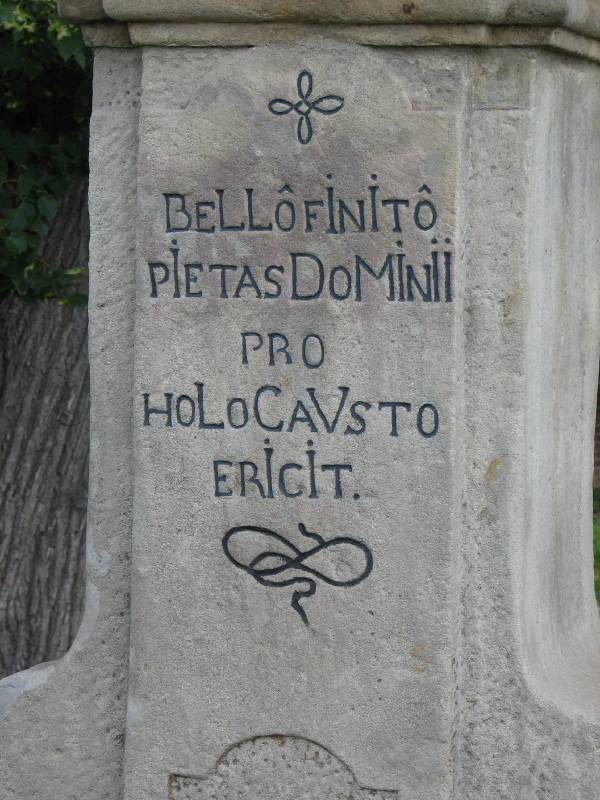 BeLLôfinitô
PietasDoMinii
pro
HoLoCaVsto
ericit.